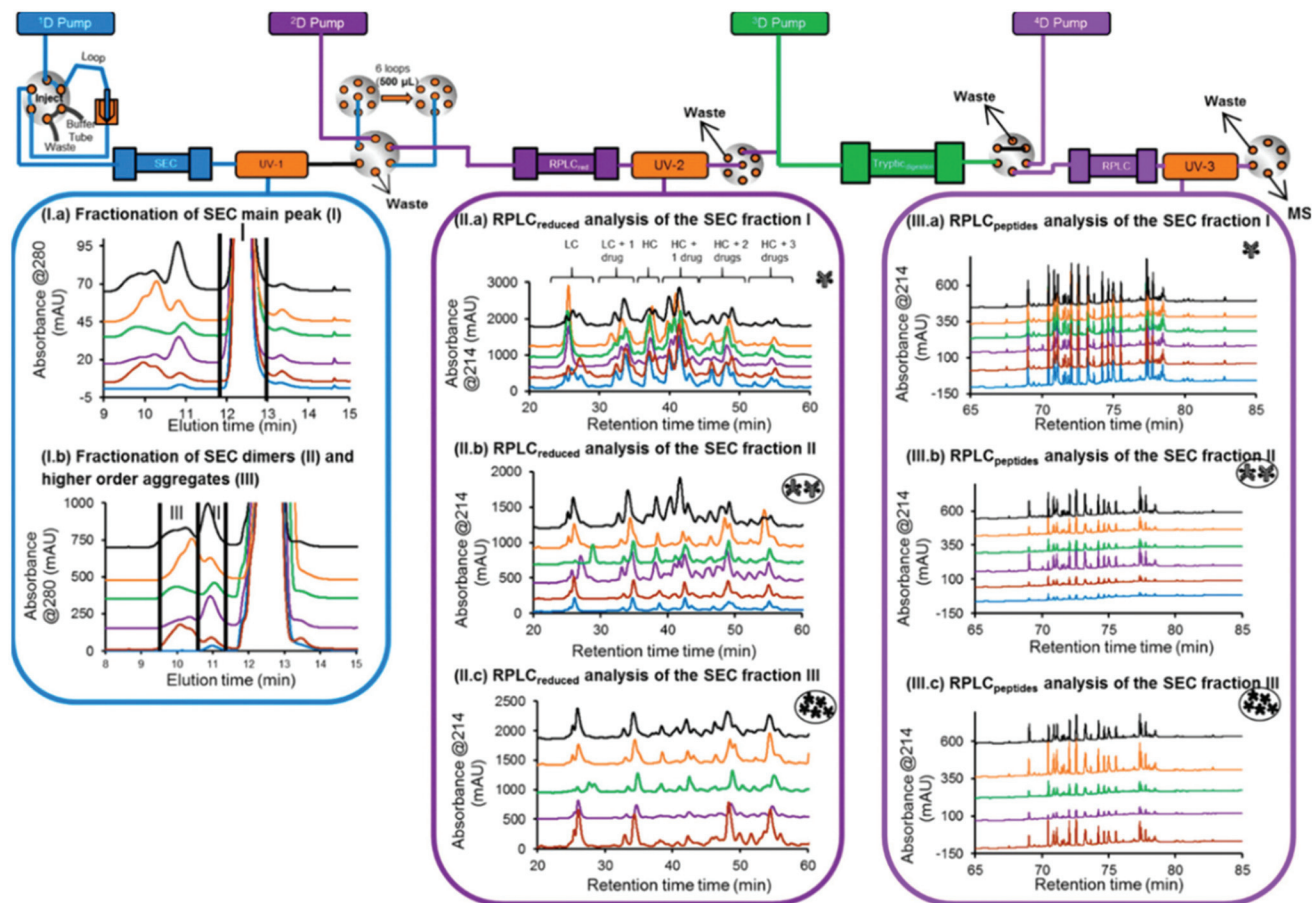 ¹D Pump
²D Pump
³D Pump
⁴D Pump
Loop
Inject
Buffer
Tube
Waste
6 loops
(500 µL)
Waste
Waste
Waste
Waste
SEC
UV-1
RPLCred
UV-2
Tryptic digestion
RPLC
UV-3
MS
(I.a) Fractionation of SEC main peak (I)
I
Absorbance @280
(mAU)
95
70
45
20
-5
9 10 11 12 13 14 15
Elution time (min)
(I.b) Fractionation of SEC dimers (II) and
higher order aggregates (III)
III II
Absorbance
@280 (mAU)
1000
750
500
250
0
8 9 10 11 12 13 14 15
Elution time (min)
(II.a) RPLCreduced analysis of the SEC fraction I
LC LC + 1 drug HC HC + 1 drug HC + 2 drugs HC + 3 drugs
Absorbance
@214 (mAU)
3000
2000
1000
0
20 30 40 50 60
Retention time time (min)
(II.b) RPLCreduced analysis of the SEC fraction II
Absorbance @214
(mAU)
2000
1500
1000
500
0
20 30 40 50 60
Retention time time (min)
(II.c) RPLCreduced analysis of the SEC fraction III
Absorbance @214
(mAU)
2500
2000
1500
1000
500
0
20 30 40 50 60
Retention time time (min)
(III.a) RPLCpeptides analysis of the SEC fraction I
Absorbance @214
(mAU)
600
350
100
-150
65 70 75 80 85
Retention time (min)
(III.b) RPLCpeptides analysis of the SEC fraction II
Absorbance @214
(mAU)
600
350
100
-150
65 70 75 80 85
Retention time (min)
(III.c) RPLCpeptides analysis of the SEC fraction III
Absorbance @214
(mAU)
600
350
100
-150
65 70 75 80 85
Retention time (min)